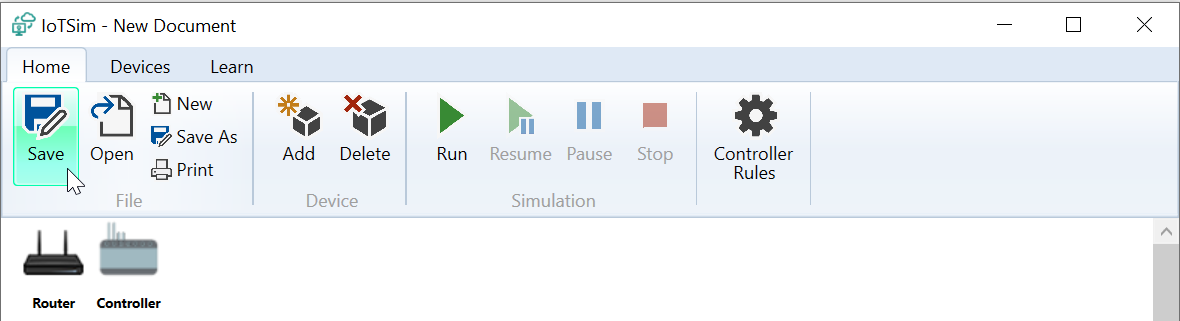 IoTSim - New Document
Home Devices Learn
Save Open New Save As Print
File
Add Delete
Device
Run Resume Pause Stop
Simulation
Controller
Rules
Router Controller